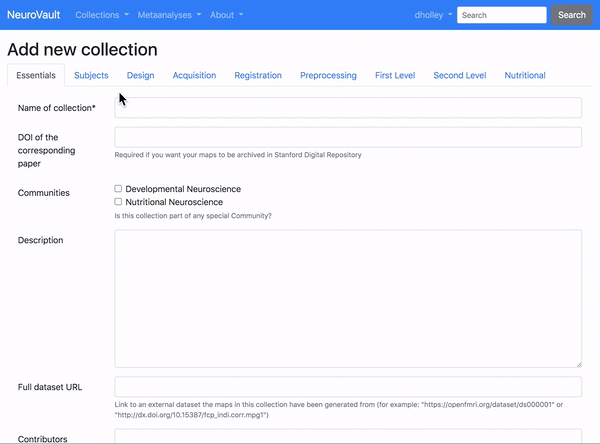 NeuroVault Collections Metaanalyses About dholley Search Search
Add new collection
Essentials Subjects Design Acquisition Registration Preprocessing First Level Second Level Nutritional
Name of collection*
DOI of the
corresponding
paper
Required if you want your maps to be archived in Stanford Digital Repository
Communities
Developmental Neuroscience
Nutritional Neuroscience
Is this collection part of any special Community?
Description
Full dataset URL
Link to an external dataset the maps in this collection have been generated from (for example: "https://openfmri.org/dataset/ds000001" or
"http://dx.doi.org/10.15387/fcp_indi.corr.mpg1")
Contributors